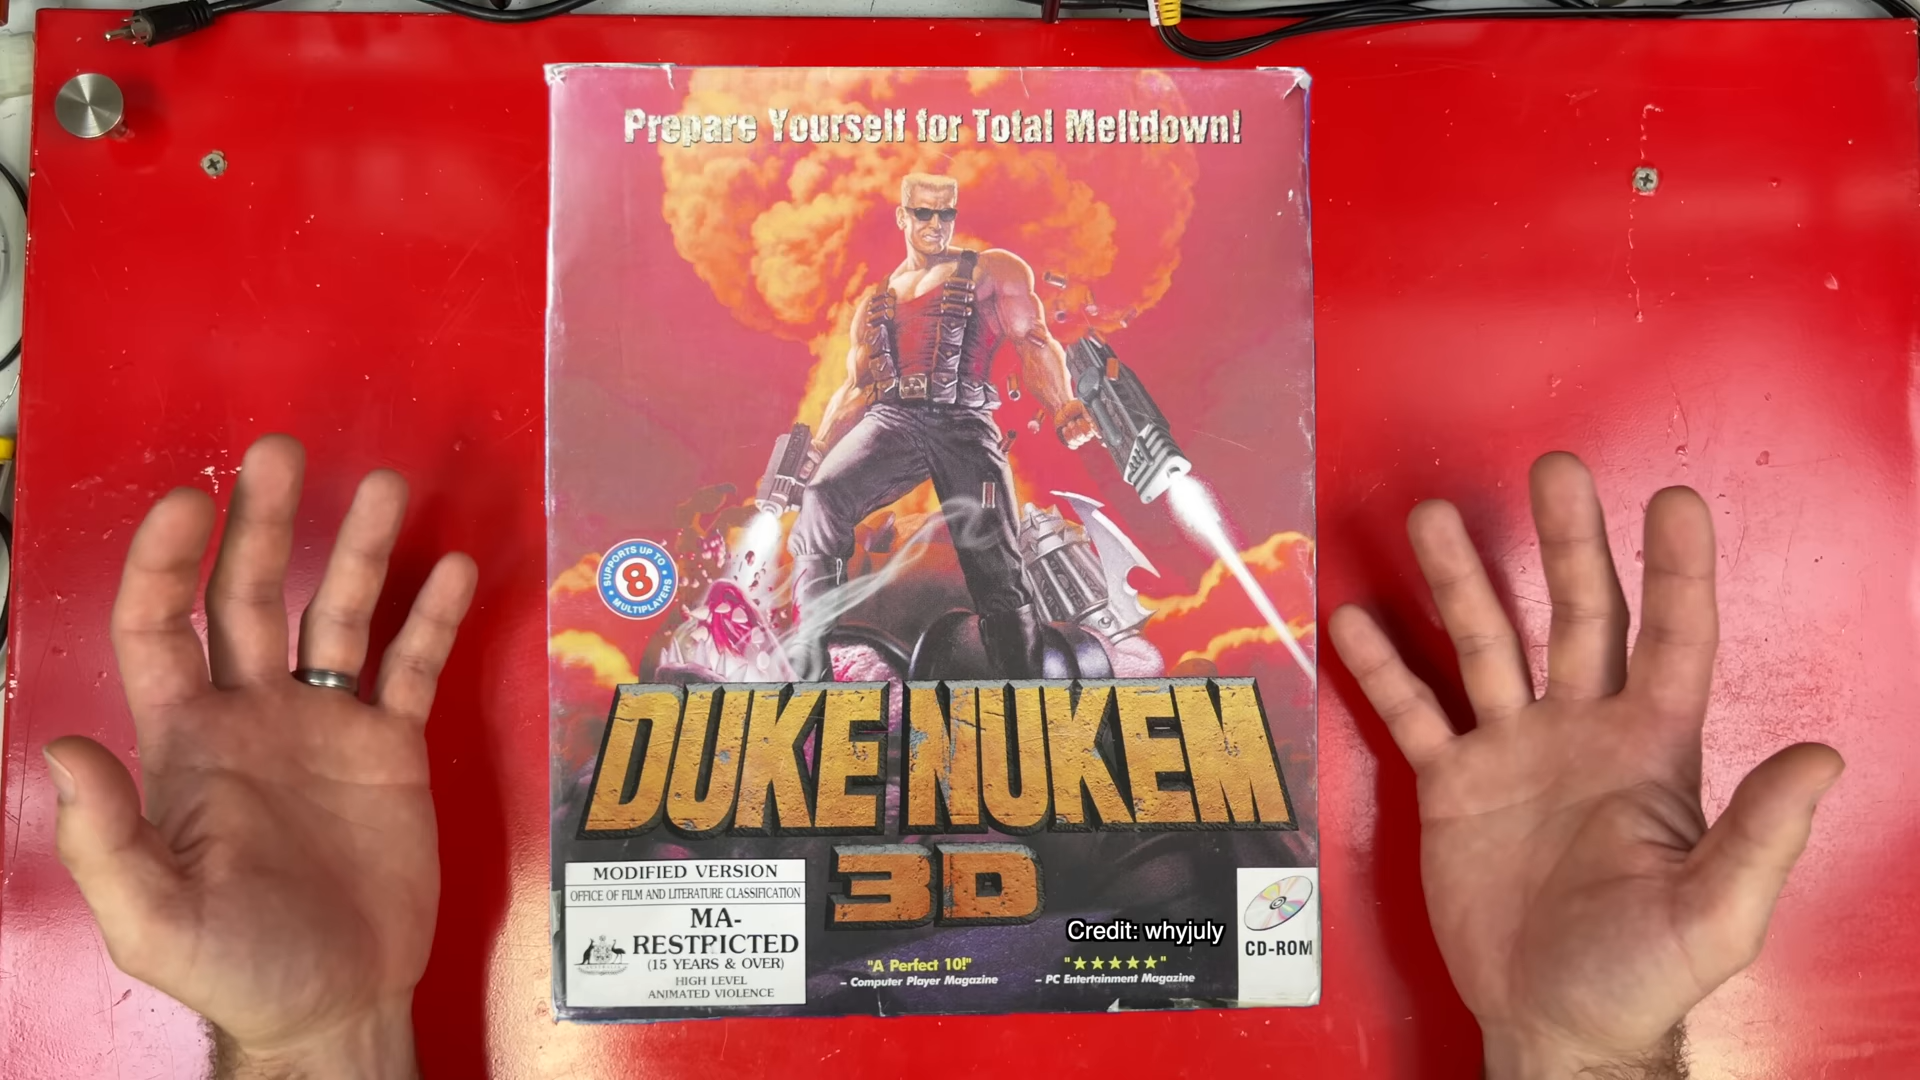 Prepare Yourself for Total Meltdown!
SUPPORTS UP TO
8
MULTIPLAYERS
DUKE NUKEM
3D
MODIFIED VERSION
OFFICE OF FILM AND LITERATURE CLASSIFICATION
MA-
RESTPICTED
(15 YEARS & OVER)
HIGH LEVEL
ANIMATED VIOLENCE
AUSTRALIA
Credit: whyjuly
"A Perfect 10!"
– Computer Player Magazine
"★★★★★"
– PC Entertainment Magazine
CD-ROM